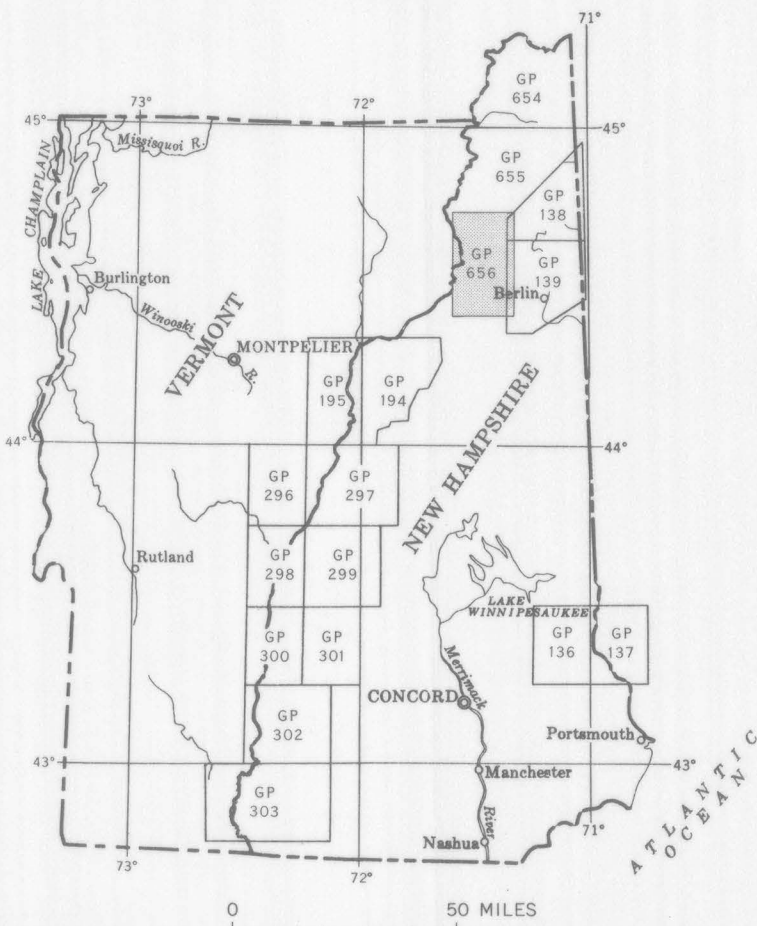 71°
GP
654
73°
72°
45°
45°
Missisquoi R.
GP
655
LAKE CHAMPLAIN
GP
138
GP
656
GP
139
Burlington
Berlin
Winooski R.
VERMONT
MONTPELIER
GP
195
GP
194
44°
44°
NEW HAMPSHIRE
GP
296
GP
297
Rutland
GP
298
GP
299
LAKE
WINNIPESAUKEE
GP
300
GP
301
GP
136
GP
137
Merrimack River
CONCORD
GP
302
Portsmouth
43°
43°
Manchester
GP
303
ATLANTIC
OCEAN
71°
Nashua
73°
72°
0 50 MILES